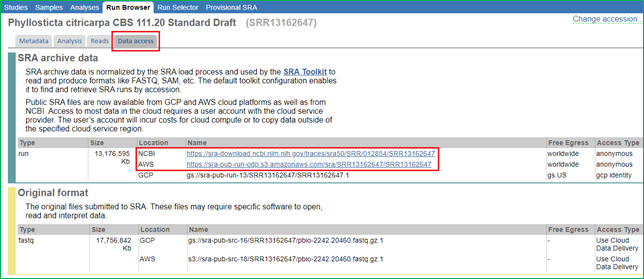 Studies Samples Analyses Run Browser Run Selector Provisional SRA
Phyllosticta citricarpa CBS 111.20 Standard Draft (SRR13162647)
Change accession...
Metadata Analysis Reads Data access
SRA archive data
SRA archive data is normalized by the SRA load process and used by the SRA Toolkit to
read and produce formats like FASTQ, SAM, etc. The default toolkit configuration enables
it to find and retrieve SRA runs by accession.
Public SRA files are now available from GCP and AWS cloud platforms as well as from
NCBI. Access to most data in the cloud requires a user account with the cloud service
provider. The user's account will incur costs for cloud compute or to copy data outside of
the specified cloud service region.
Type Size Location Name Free Egress Access Type
run 13,176,595 NCBI https://sra-download.ncbi.nlm.nih.gov/traces/sra50/SRR/012854/SRR13162647 worldwide anonymous
Kb AWS https://sra-pub-run-odp.s3.amazonaws.com/sra/SRR13162647/SRR13162647 worldwide anonymous
GCP gs://sra-pub-run-13/SRR13162647/SRR13162647.1 gs.US gcp identity
Original format
The original files submitted to SRA. These files may require specific software to open,
read and interpret data.
Type Size Location Name Free Egress Access Type
fastq 17,756,842 GCP gs://sra-pub-src-16/SRR13162647/pbio-2242.20460.fastq.gz.1 - Use Cloud
Kb Data Delivery
AWS s3://sra-pub-src-18/SRR13162647/pbio-2242.20460.fastq.gz.1 - Use Cloud
Data Delivery